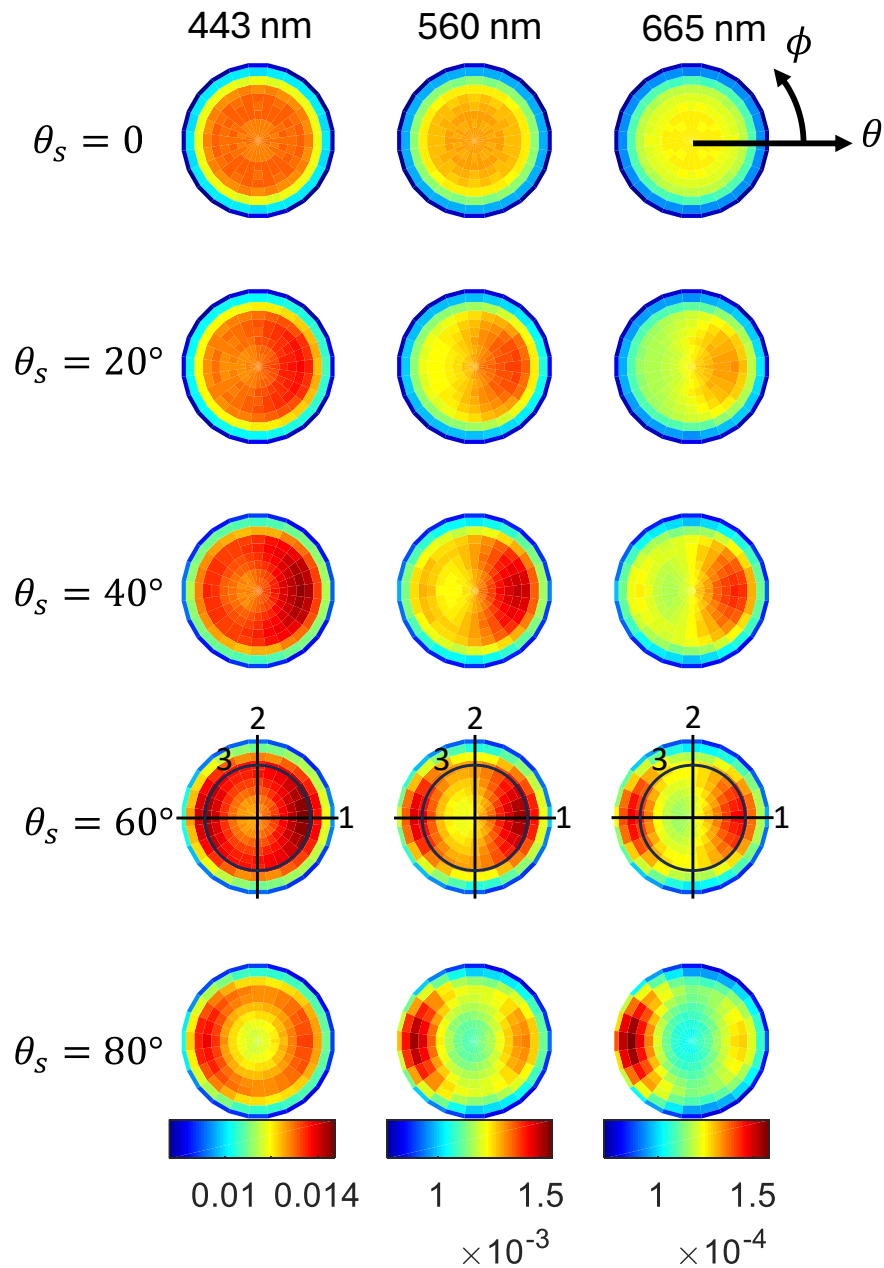 443 nm 560 nm 665 nm
ϕ
θ
θₛ = 0
θₛ = 20°
θₛ = 40°
2 2 2
3 3 3
θₛ = 60° 1 1 1
θₛ = 80°
0.01 0.014 1 1.5 1 1.5
×10⁻³ ×10⁻⁴